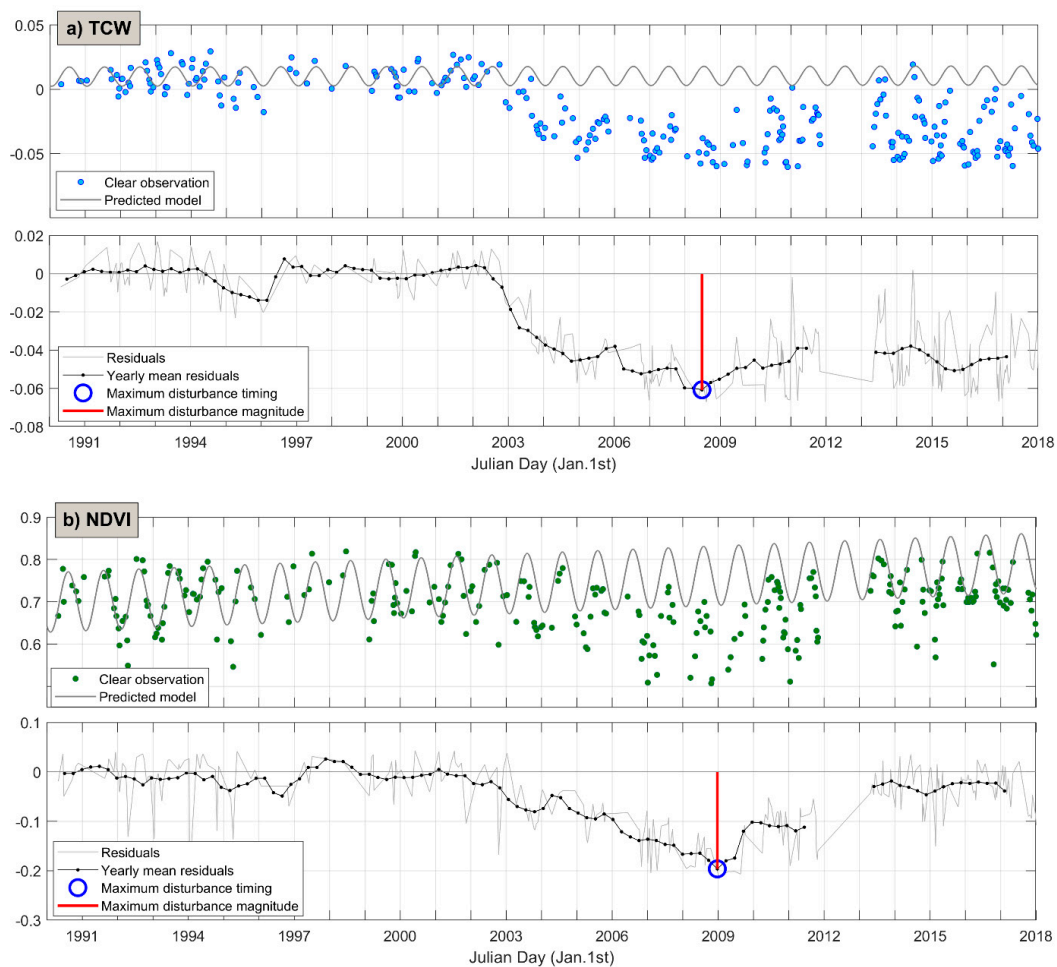 a) TCW
0.05
0
-0.05
Clear observation
Predicted model
0.02
0
-0.02
-0.04
-0.06
-0.08
Residuals
Yearly mean residuals
Maximum disturbance timing
Maximum disturbance magnitude
1991 1994 1997 2000 2003 2006 2009 2012 2015 2018
Julian Day (Jan.1st)
b) NDVI
0.9
0.8
0.7
0.6
Clear observation
Predicted model
0.1
0
-0.1
-0.2
-0.3
Residuals
Yearly mean residuals
Maximum disturbance timing
Maximum disturbance magnitude
1991 1994 1997 2000 2003 2006 2009 2012 2015 2018
Julian Day (Jan.1st)